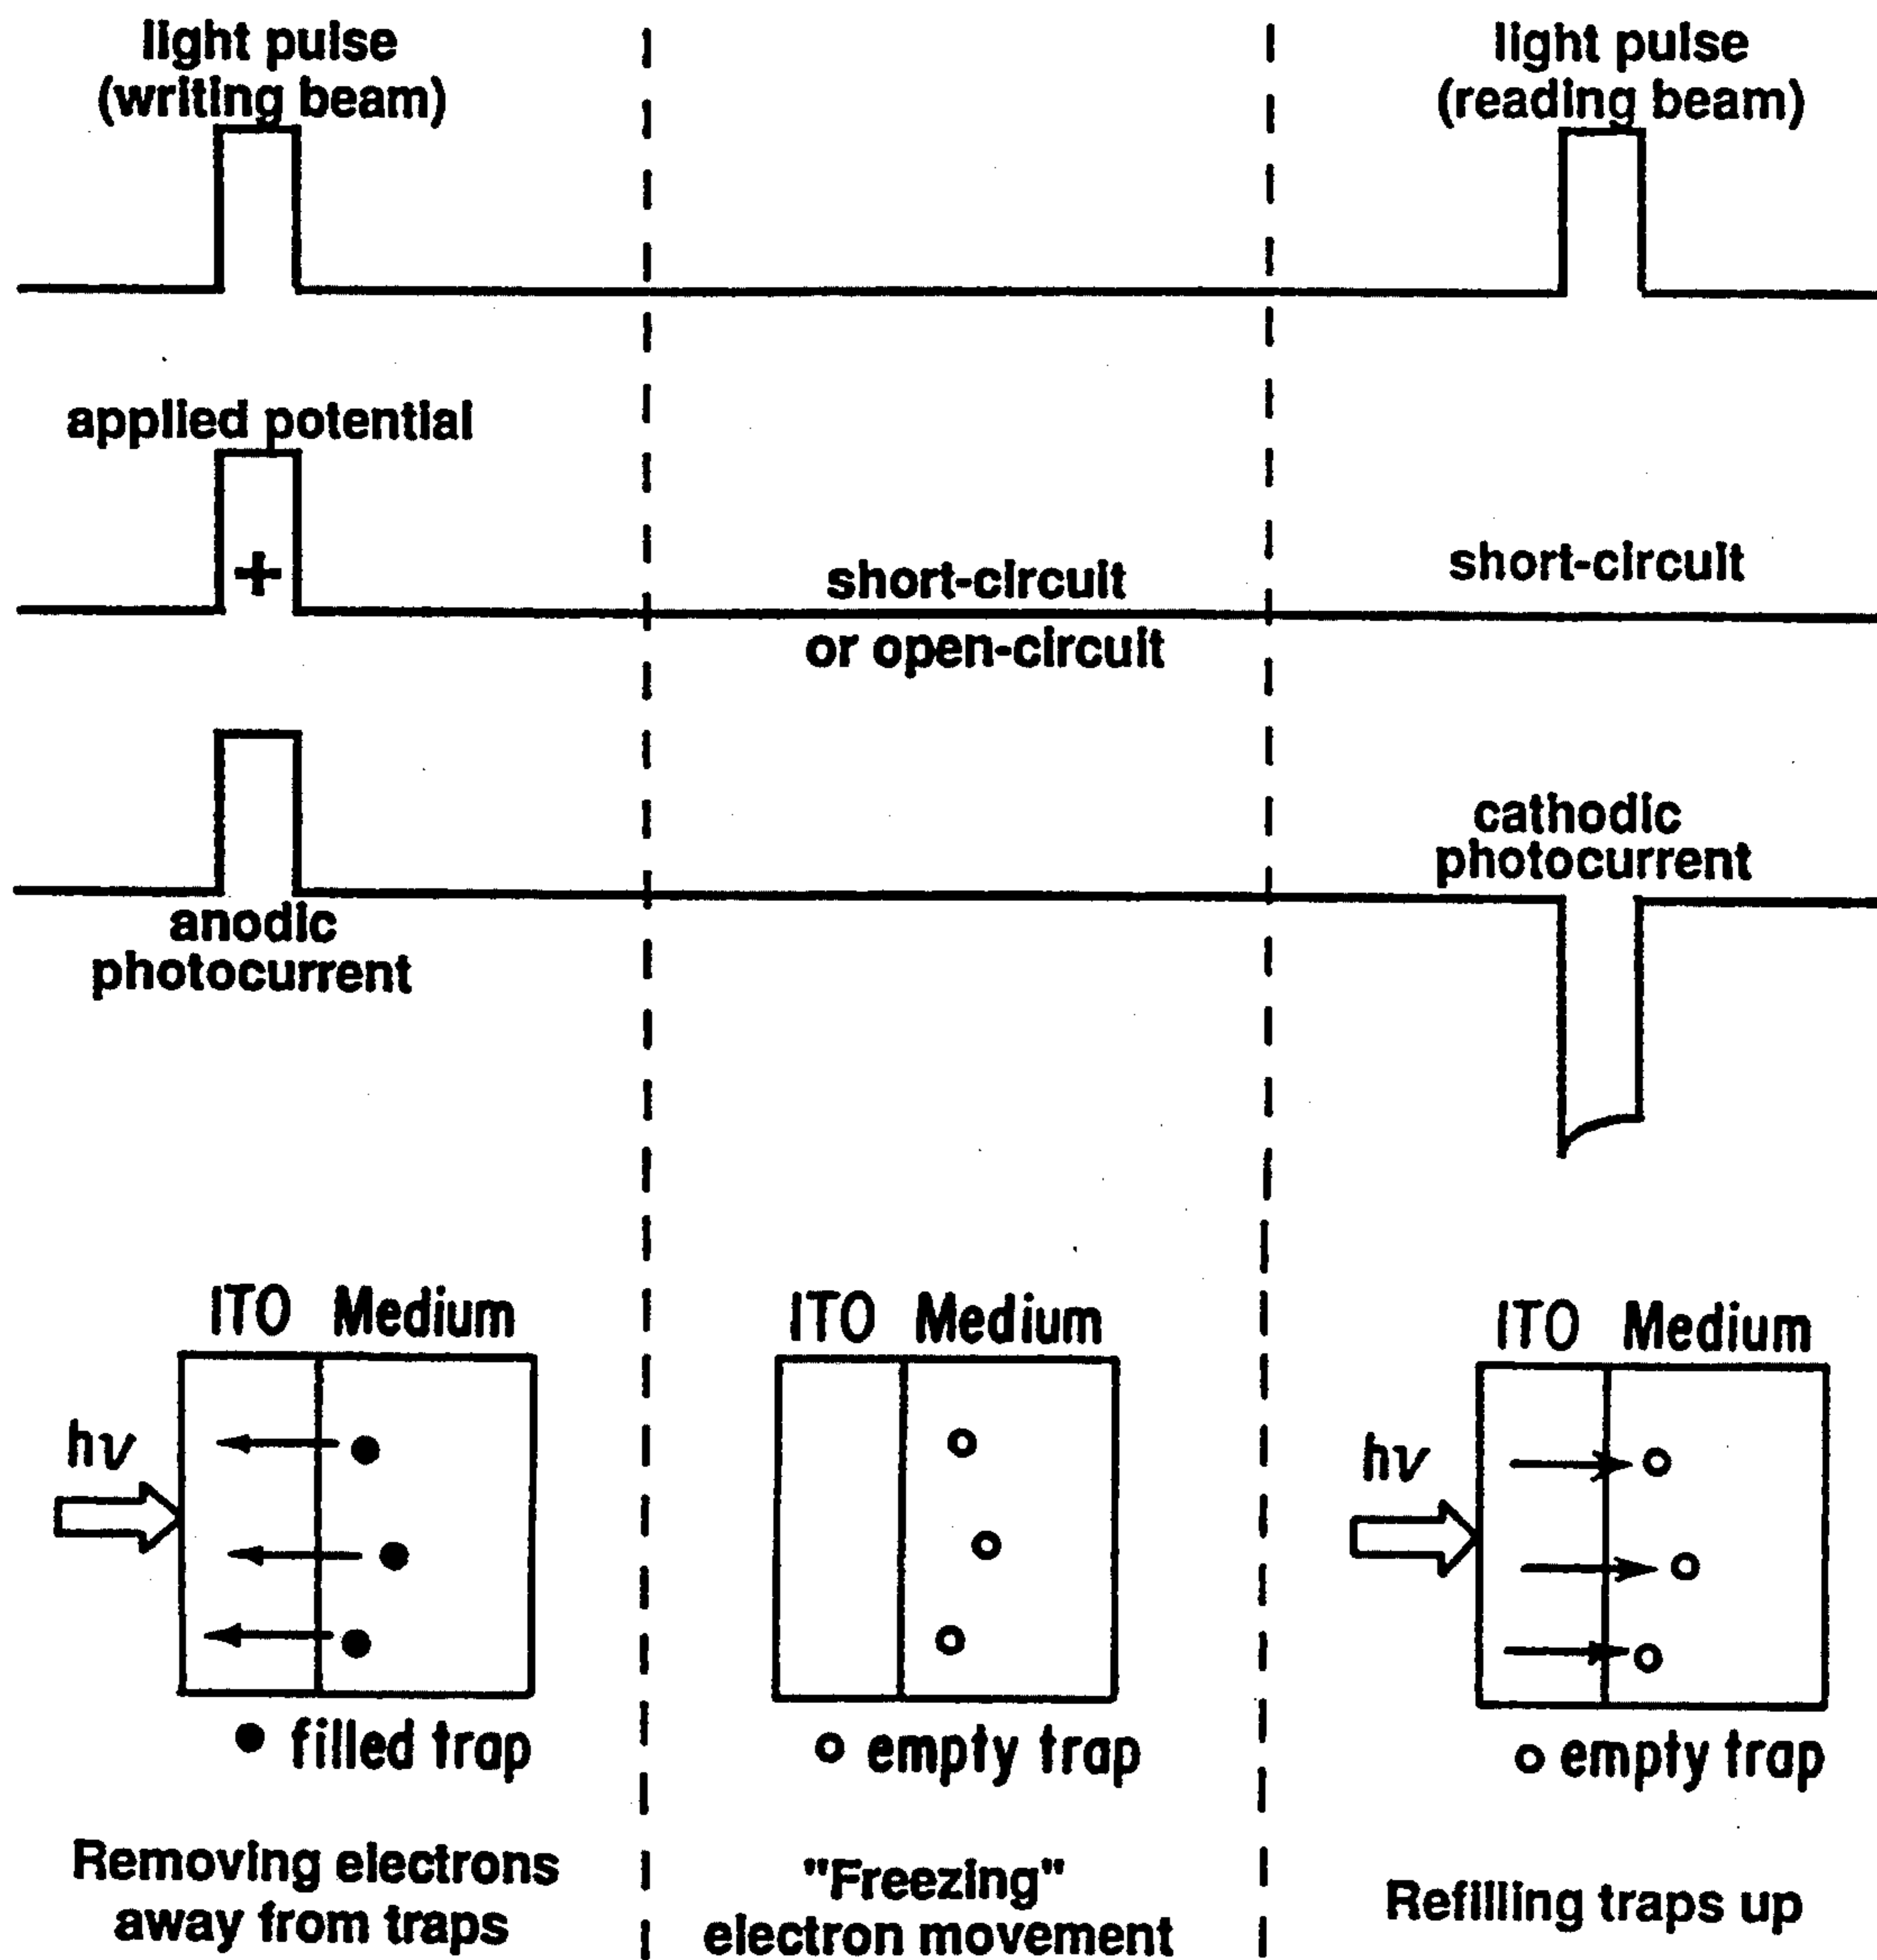 light pulse
(writing beam)
light pulse
(reading beam)
applied potential
+
short-circuit
or open-circuit
short-circuit
anodic
photocurrent
cathodic
photocurrent
ITO Medium
hν
● filled trap
Removing electrons
away from traps
ITO Medium
o empty trap
"Freezing"
electron movement
ITO Medium
hν
o empty trap
Refilling traps up